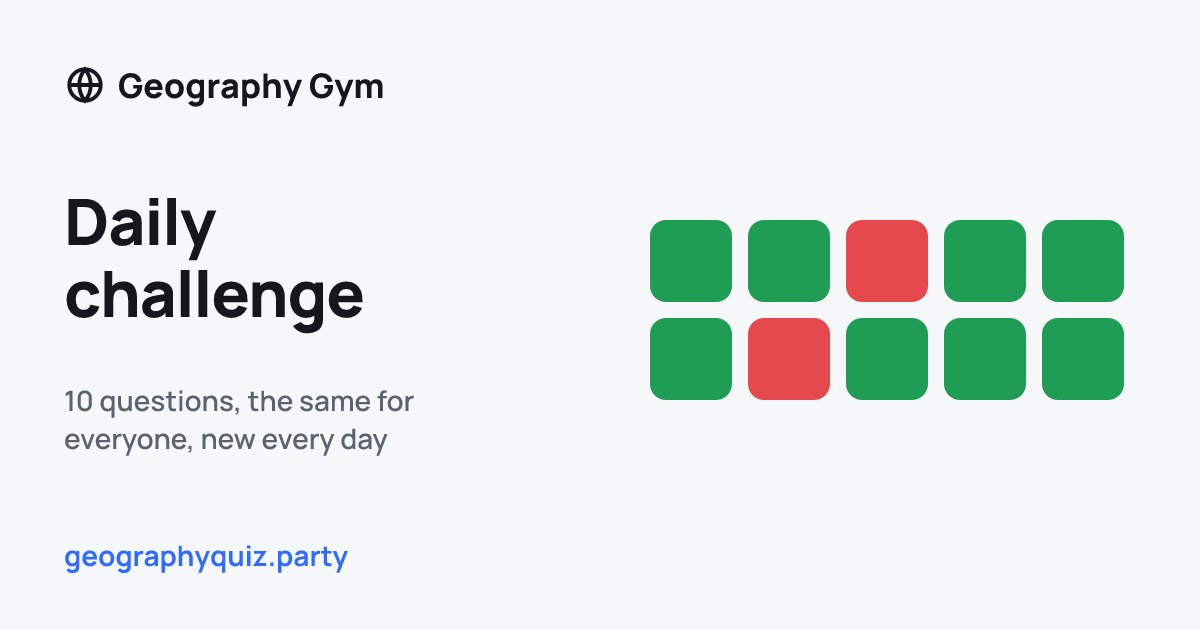 Geography Gym
Daily
challenge
10 questions, the same for
everyone, new every day
geographyquiz.party